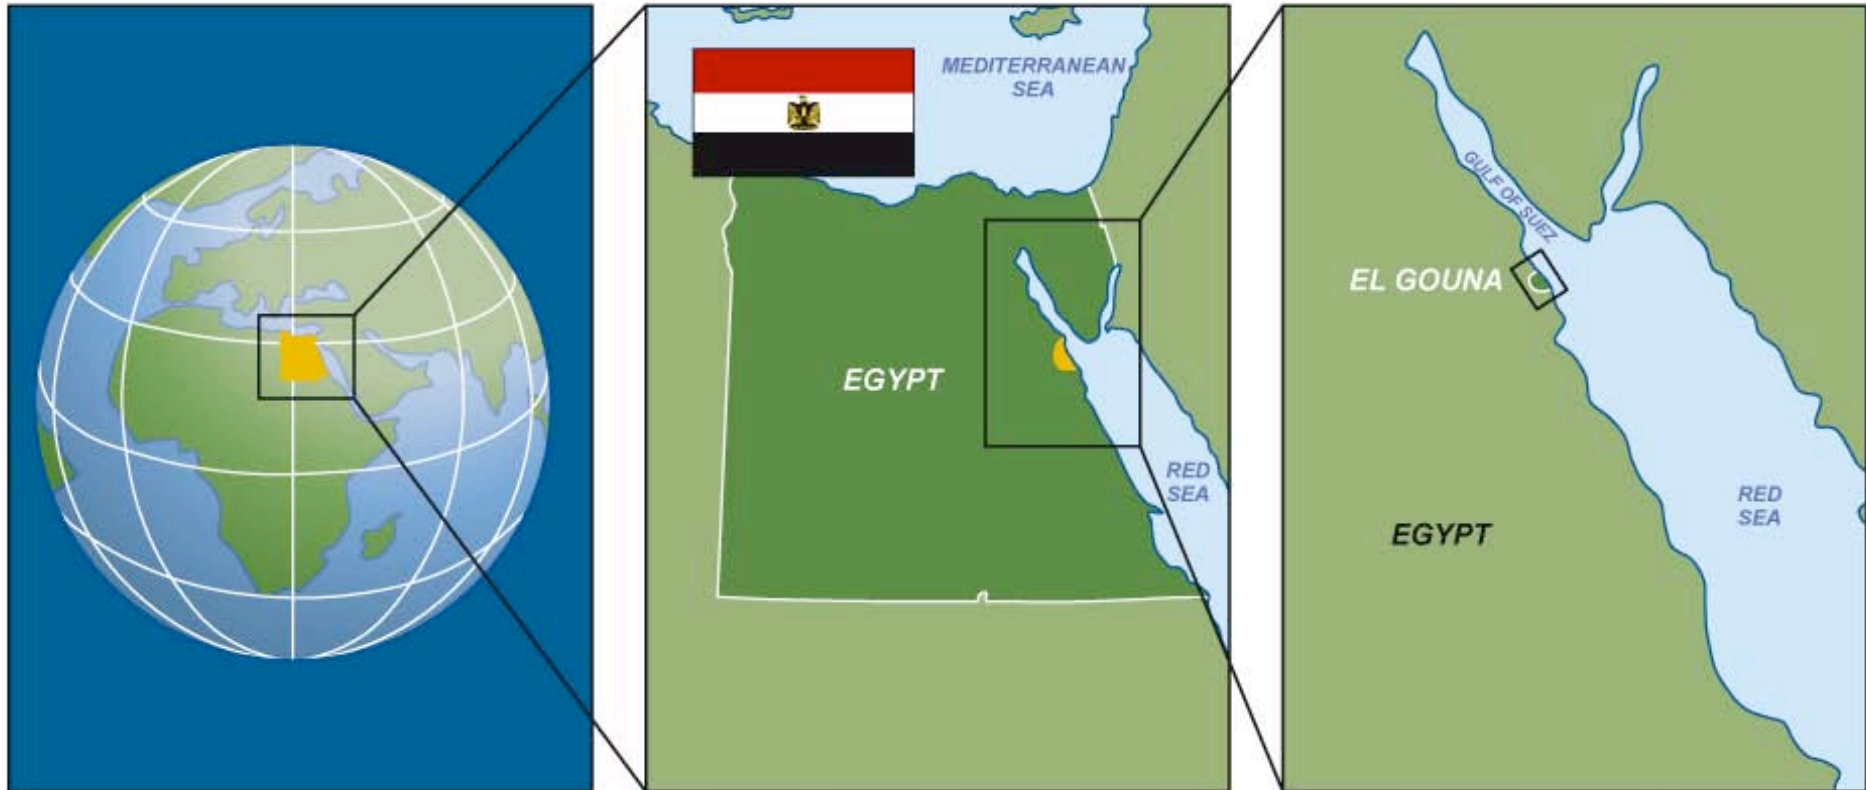 MEDITERRANEAN
SEA
EGYPT
RED
SEA
GULF OF SUEZ
EL GOUNA
RED
SEA
EGYPT